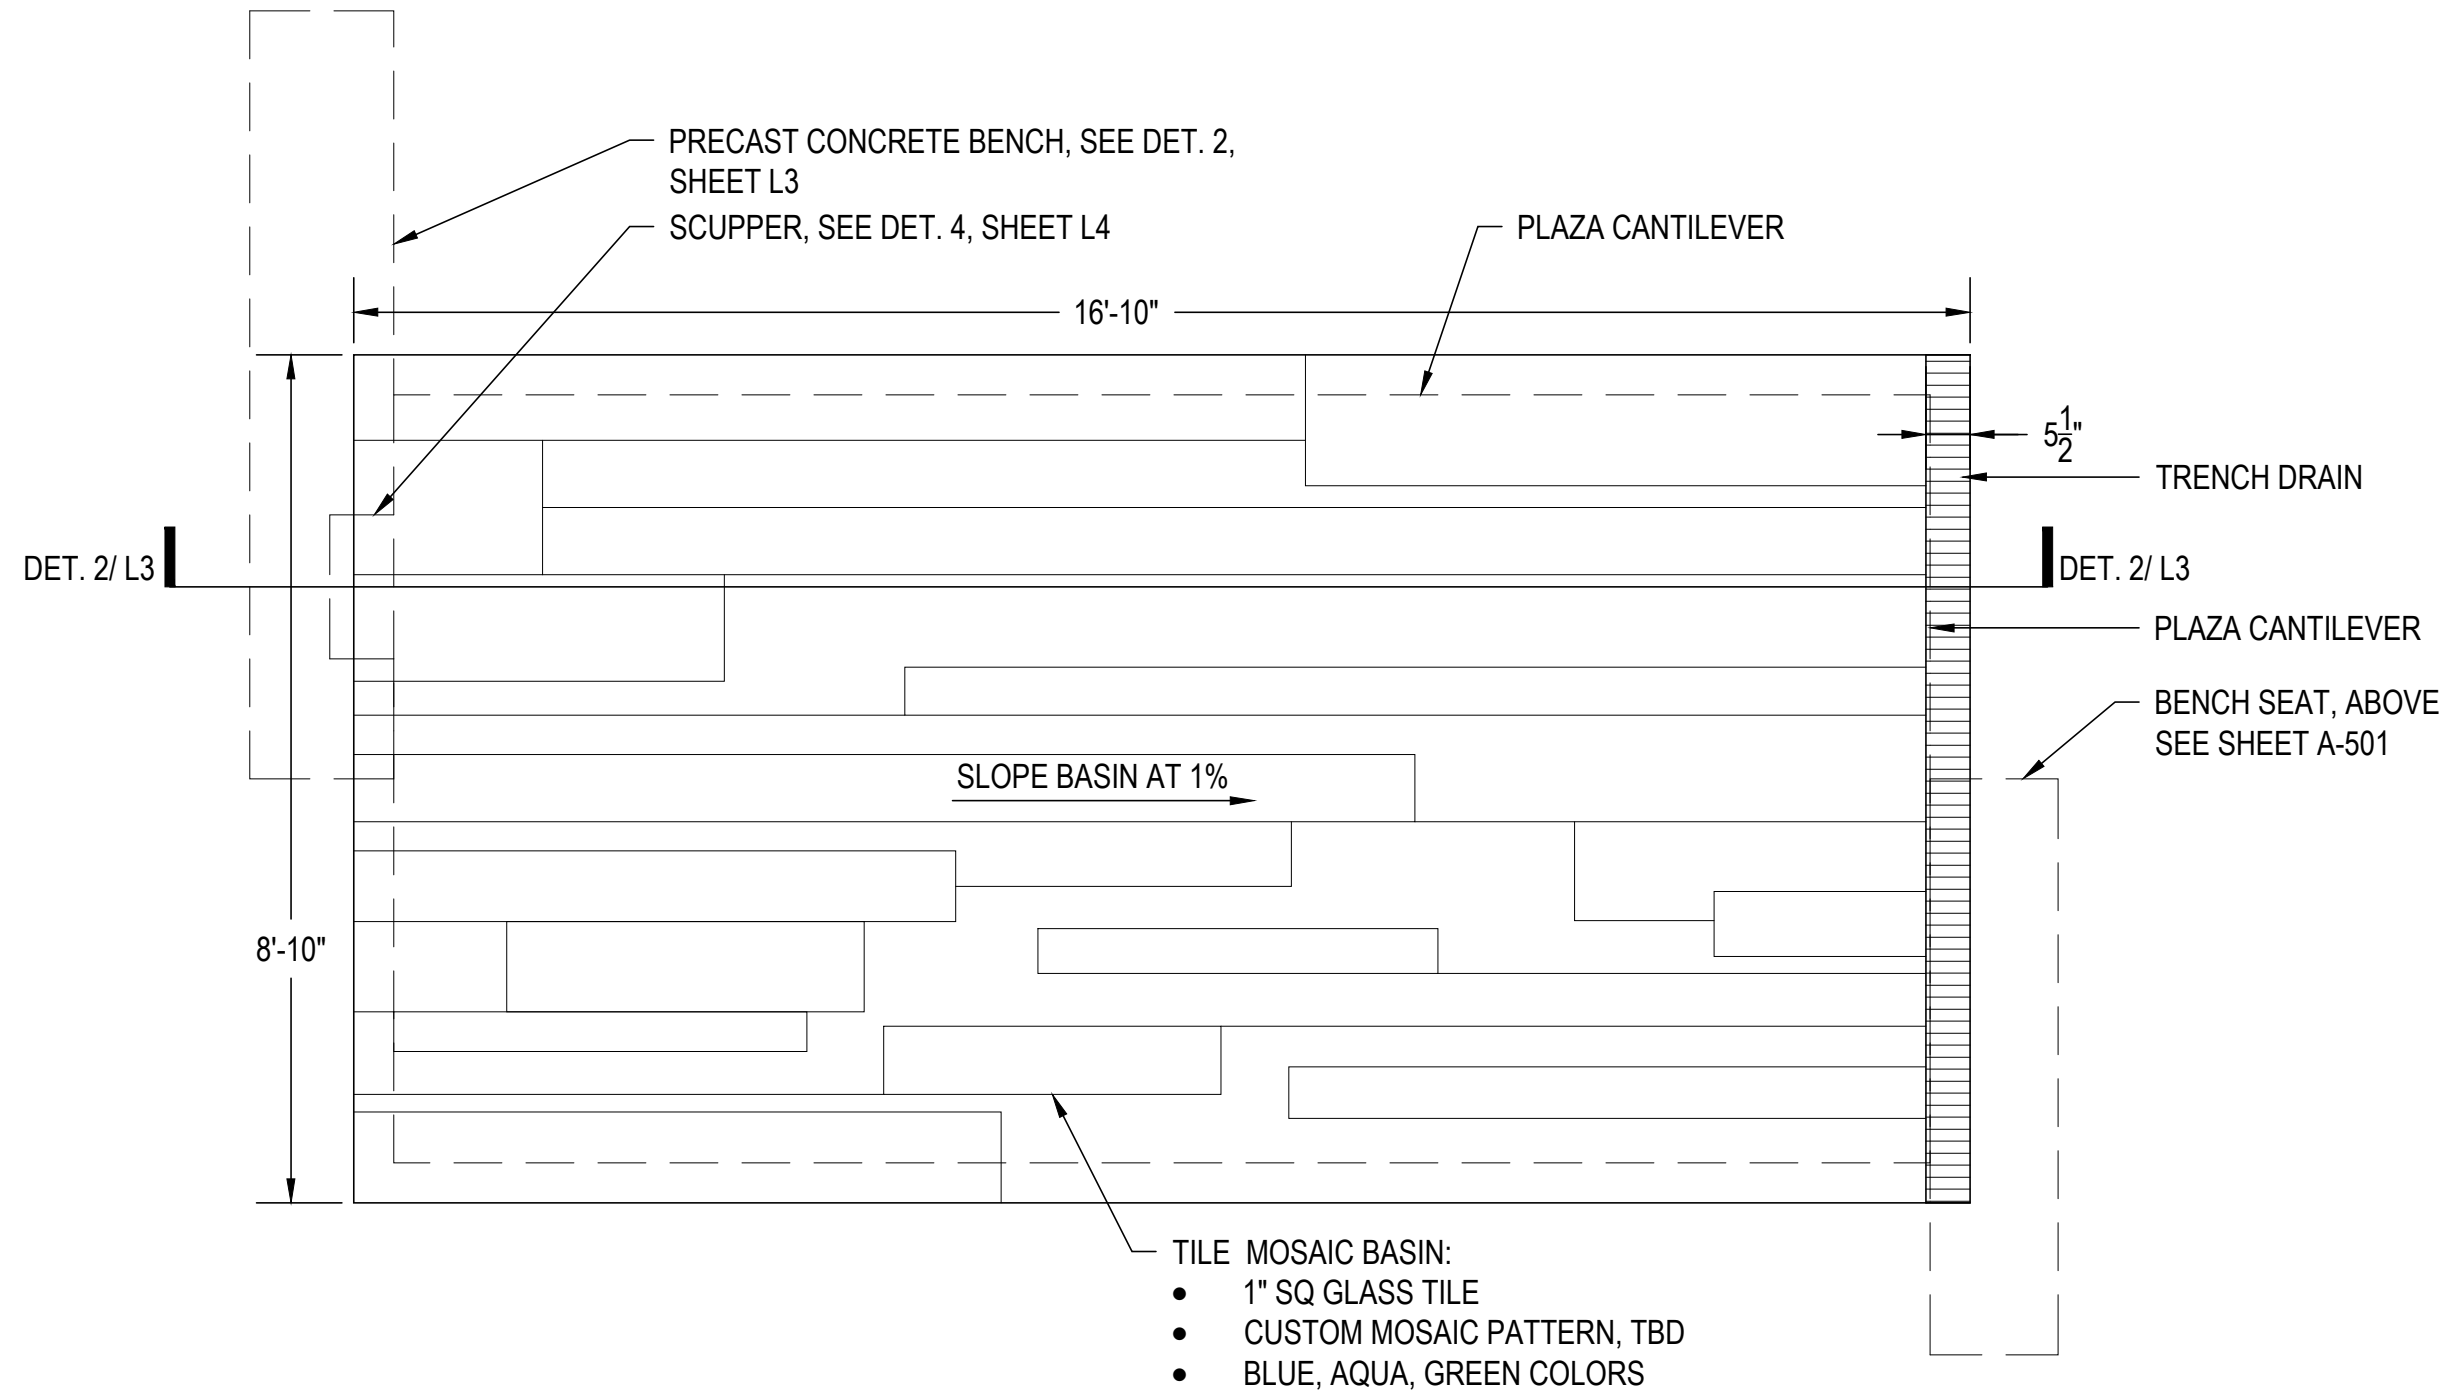 PRECAST CONCRETE BENCH, SEE DET. 2,
SHEET L3
SCUPPER, SEE DET. 4, SHEET L4
PLAZA CANTILEVER
16'-10"
5 1/2"
TRENCH DRAIN
DET. 2/ L3
DET. 2/ L3
PLAZA CANTILEVER
BENCH SEAT, ABOVE
SEE SHEET A-501
SLOPE BASIN AT 1%
8'-10"
TILE MOSAIC BASIN:
● 1" SQ GLASS TILE
● CUSTOM MOSAIC PATTERN, TBD
● BLUE, AQUA, GREEN COLORS